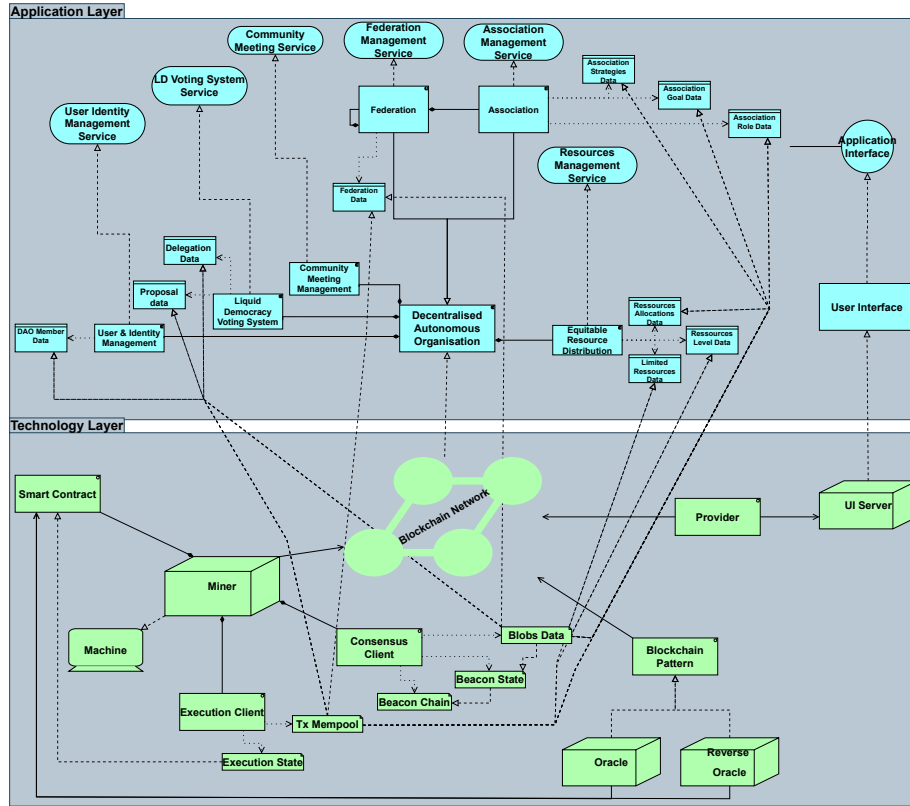 Application Layer
Community
Meeting Service
Federation
Management
Service
Association
Management
Service
LD Voting System
Service
User Identity
Management
Service
Association
Strategies
Data
Association
Goal Data
Association
Role Data
Federation
Association
Application
Interface
Resources
Management
Service
Federation
Data
Delegation
Data
Proposal
data
Community
Meeting
Management
Liquid
Democracy
Voting System
DAO Member
Data
User & Identity
Management
Decentralised
Autonomous
Organisation
Equitable
Resource
Distribution
Ressources
Allocations
Data
Ressources
Level Data
Limited
Ressources
Data
User Interface
Technology Layer
Smart Contract
Blockchain Network
Provider
UI Server
Miner
Machine
Consensus
Client
Blobs Data
Blockchain
Pattern
Beacon State
Beacon Chain
Execution Client
Tx Mempool
Execution State
Oracle
Reverse
Oracle